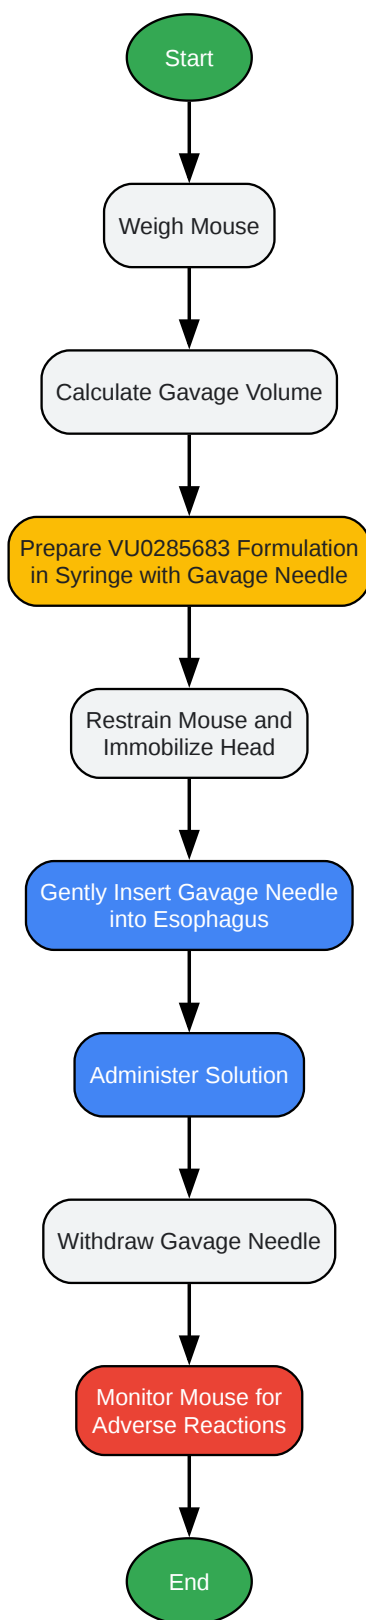 Start
Weigh Mouse
Calculate Gavage Volume
Prepare VU0285683 Formulation
in Syringe with Gavage Needle
Restrain Mouse and
Immobilize Head
Gently Insert Gavage Needle
into Esophagus
Administer Solution
Withdraw Gavage Needle
Monitor Mouse for
Adverse Reactions
End